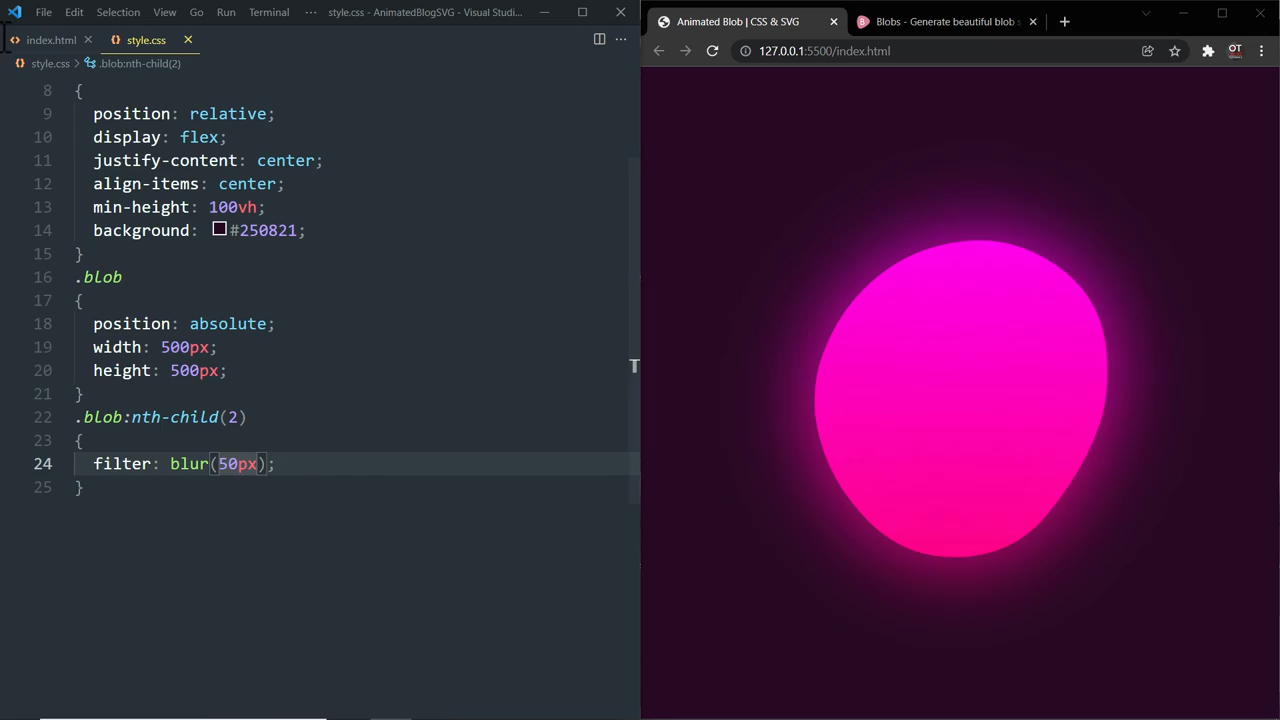 File Edit Selection View Go Run Terminal ··· style.css - AnimatedBlogSVG - Visual Studi...
index.html style.css
style.css > .blob:nth-child(2)
8 {
9 position: relative;
10 display: flex;
11 justify-content: center;
12 align-items: center;
13 min-height: 100vh;
14 background: #250821;
15 }
16 .blob
17 {
18 position: absolute;
19 width: 500px;
20 height: 500px;
21 }
22 .blob:nth-child(2)
23 {
24 filter: blur(50px);
25 }
Animated Blob | CSS & SVG
Blobs - Generate beautiful blob s
127.0.0.1:5500/index.html
OT